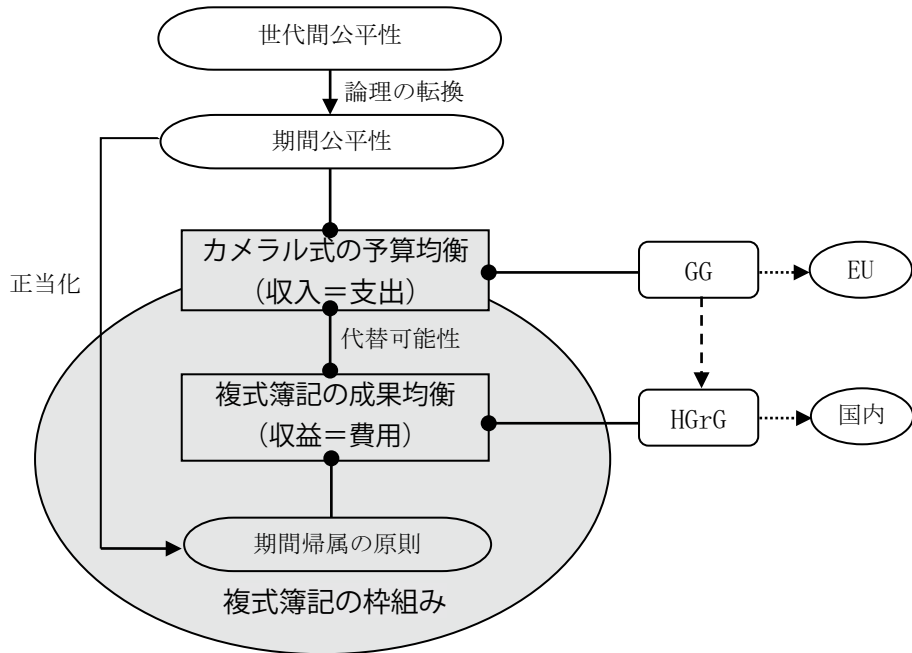 世代間公平性
論理の転換
期間公平性
カメラル式の予算均衡
（収入＝支出）
GG
EU
正当化
代替可能性
複式簿記の成果均衡
（収益＝費用）
HGrG
国内
期間帰属の原則
複式簿記の枠組み